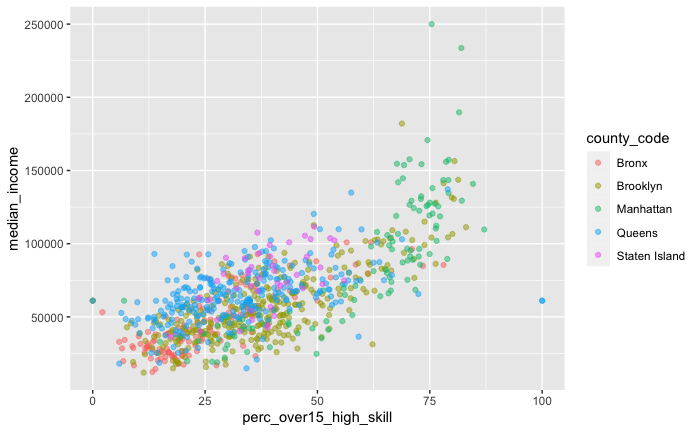 250000
200000
150000
100000
50000
median_income
0
25
50
75
100
perc_over15_high_skill
county_code
Bronx
Brooklyn
Manhattan
Queens
Staten Island